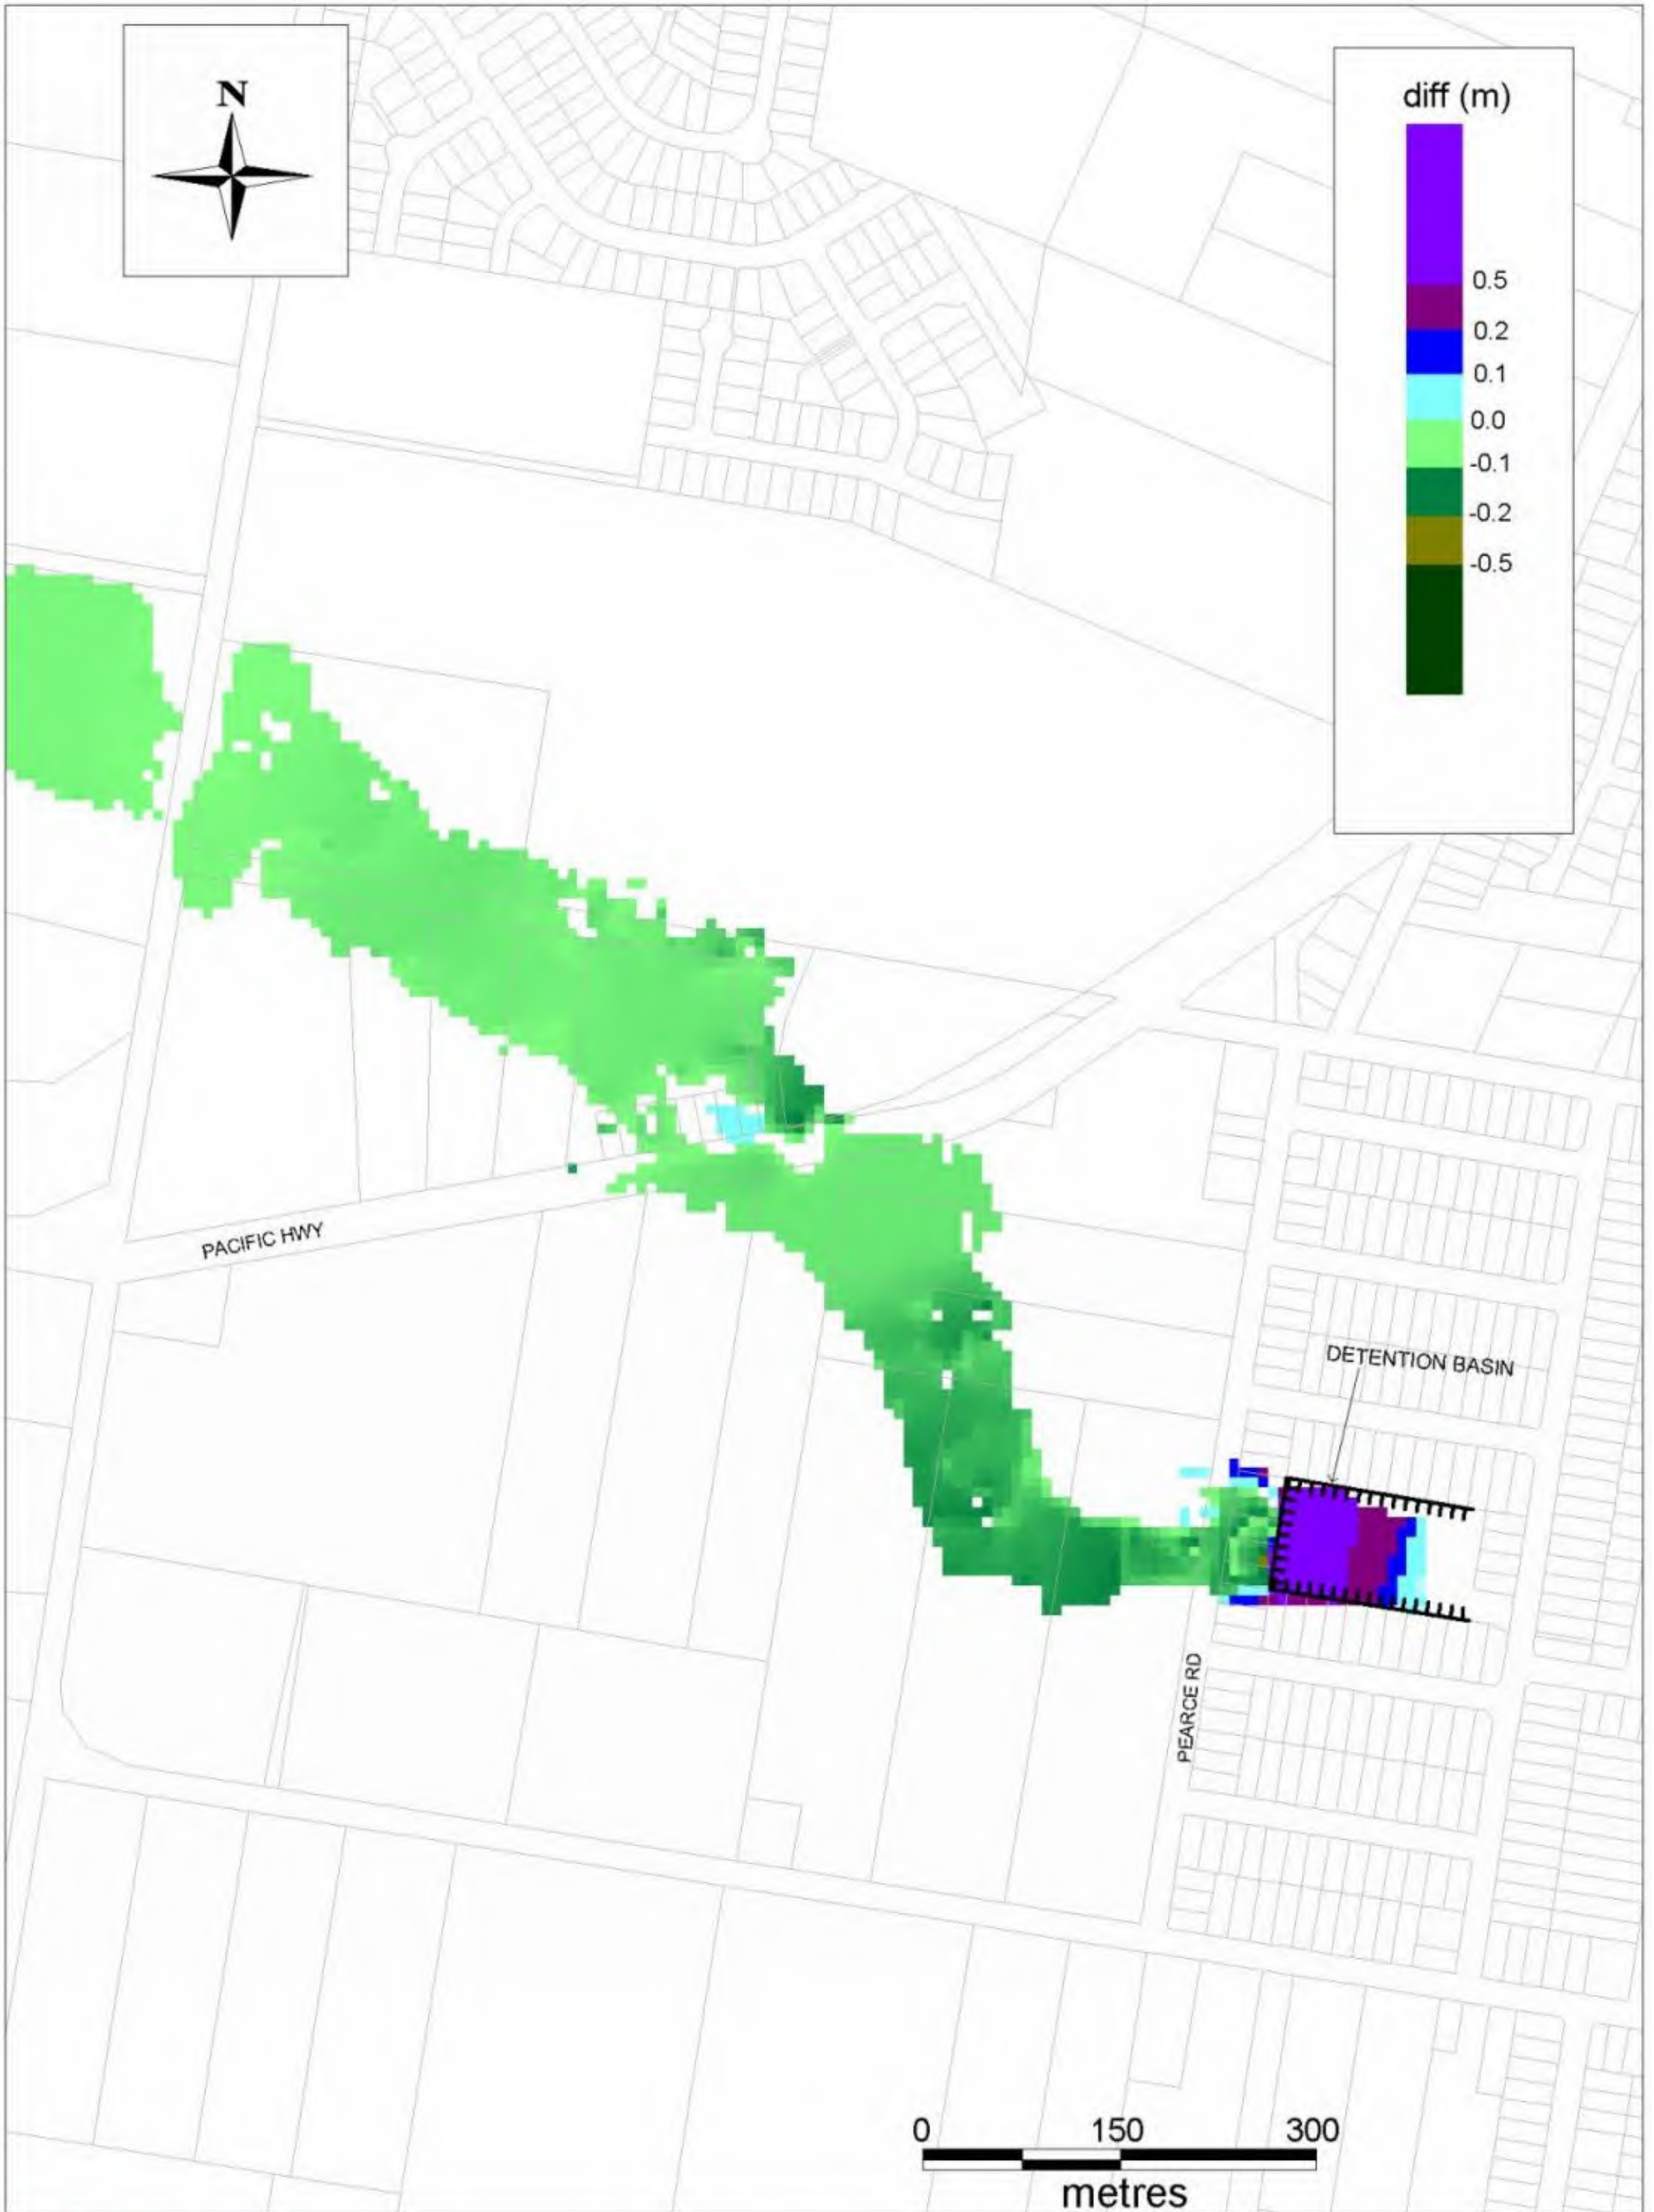 N
diff (m)
0.5
0.2
0.1
0.0
-0.1
-0.2
-0.5
PACIFIC HWY
DETENTION BASIN
PEARCE RD
0 150 300
metres